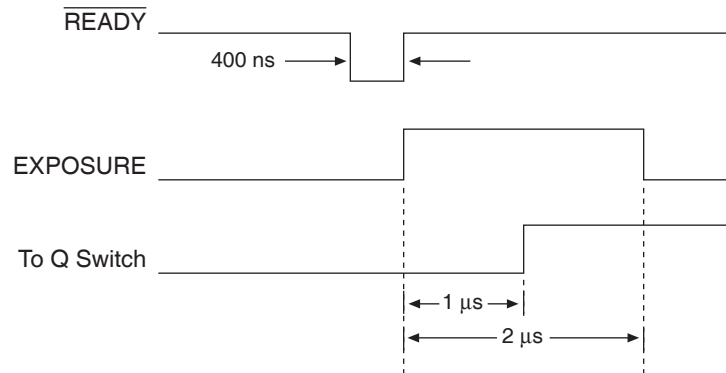 READY
400 ns
EXPOSURE
To Q Switch
1 μs
2 μs